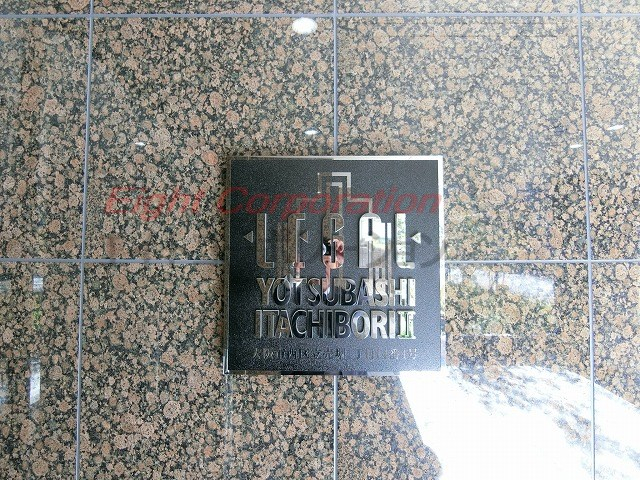 Eight Corporation
LEGAL
YOTSUBASHI
ITACHIBORI II